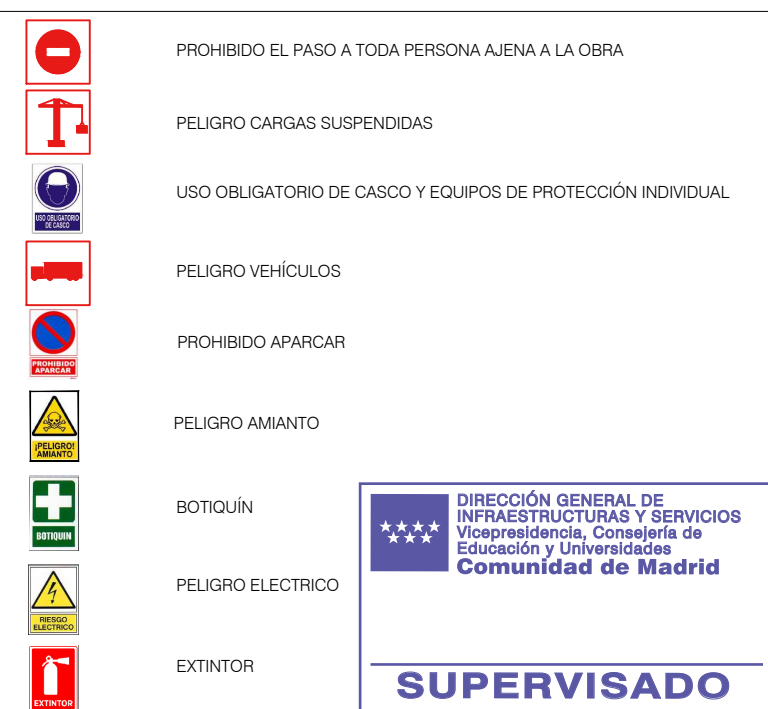 PROHIBIDO EL PASO A TODA PERSONA AJENA A LA OBRA
PELIGRO CARGAS SUSPENDIDAS
USO OBLIGATORIO
DE CASCO
USO OBLIGATORIO DE CASCO Y EQUIPOS DE PROTECCIÓN INDIVIDUAL
PELIGRO VEHÍCULOS
PROHIBIDO
APARCAR
PROHIBIDO APARCAR
¡PELIGRO!
AMIANTO
PELIGRO AMIANTO
BOTIQUIN
BOTIQUÍN
RIESGO
ELECTRICO
PELIGRO ELECTRICO
EXTINTOR
EXTINTOR
DIRECCIÓN GENERAL DE
INFRAESTRUCTURAS Y SERVICIOS
Vicepresidencia, Consejería de
Educación y Universidades
Comunidad de Madrid
SUPERVISADO